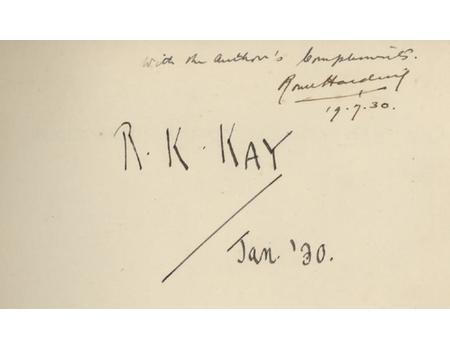 With the Author's Compliments.
Rowe Harding
19.7.30.
R. K. KAY
Jan. '30.